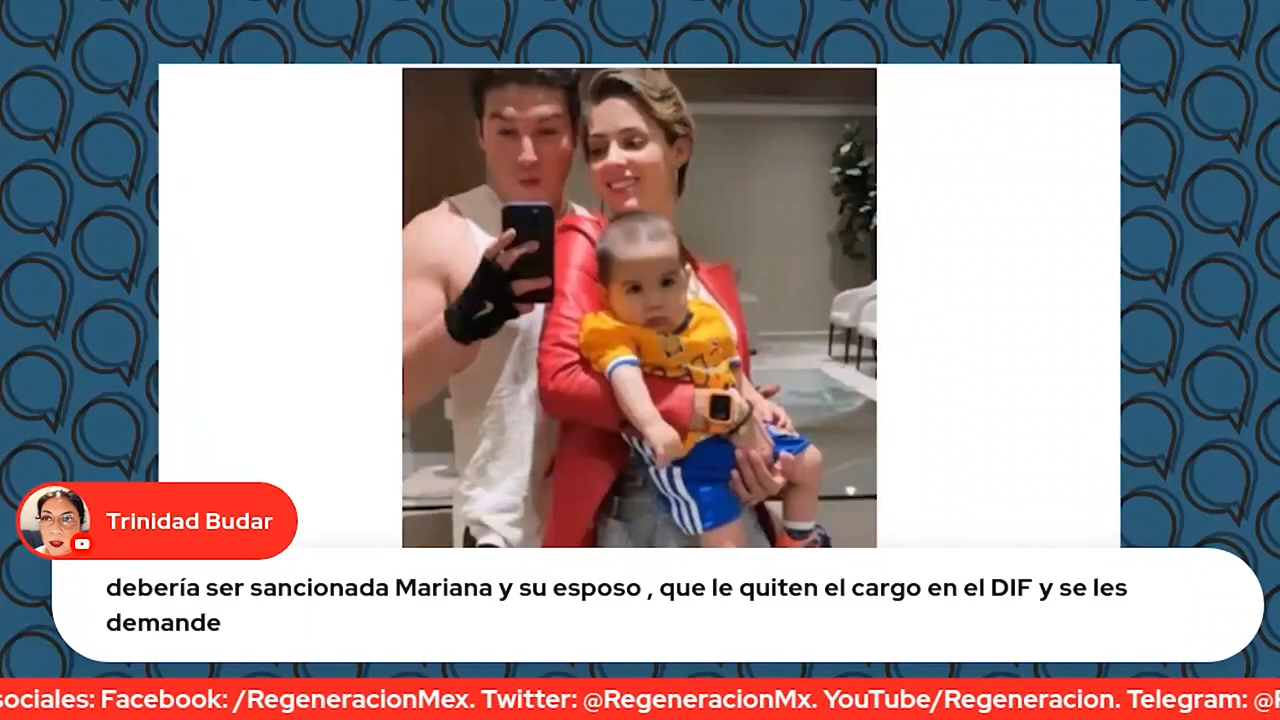 Trinidad Budar
debería ser sancionada Mariana y su esposo , que le quiten el cargo en el DIF y se les
demande
sociales: Facebook: /RegeneracionMex. Twitter: @RegeneracionMx. YouTube/Regeneracion. Telegram: @